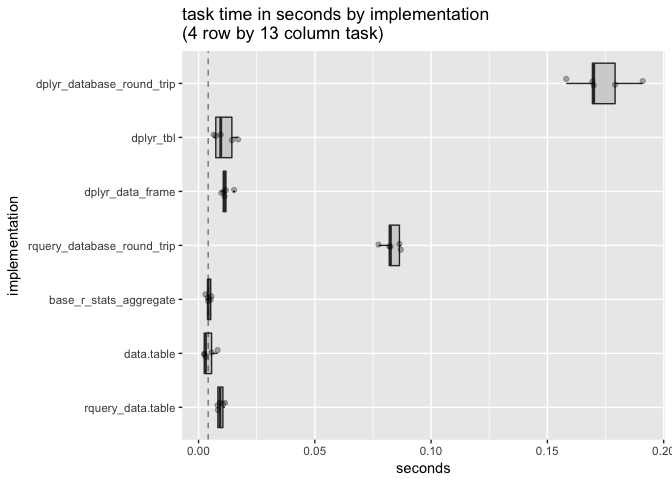 task time in seconds by implementation
(4 row by 13 column task)
implementation
dplyr_database_round_trip
dplyr_tbl
dplyr_data_frame
rquery_database_round_trip
base_r_stats_aggregate
data.table
rquery_data.table
0.00 0.05 0.10 0.15 0.20
seconds